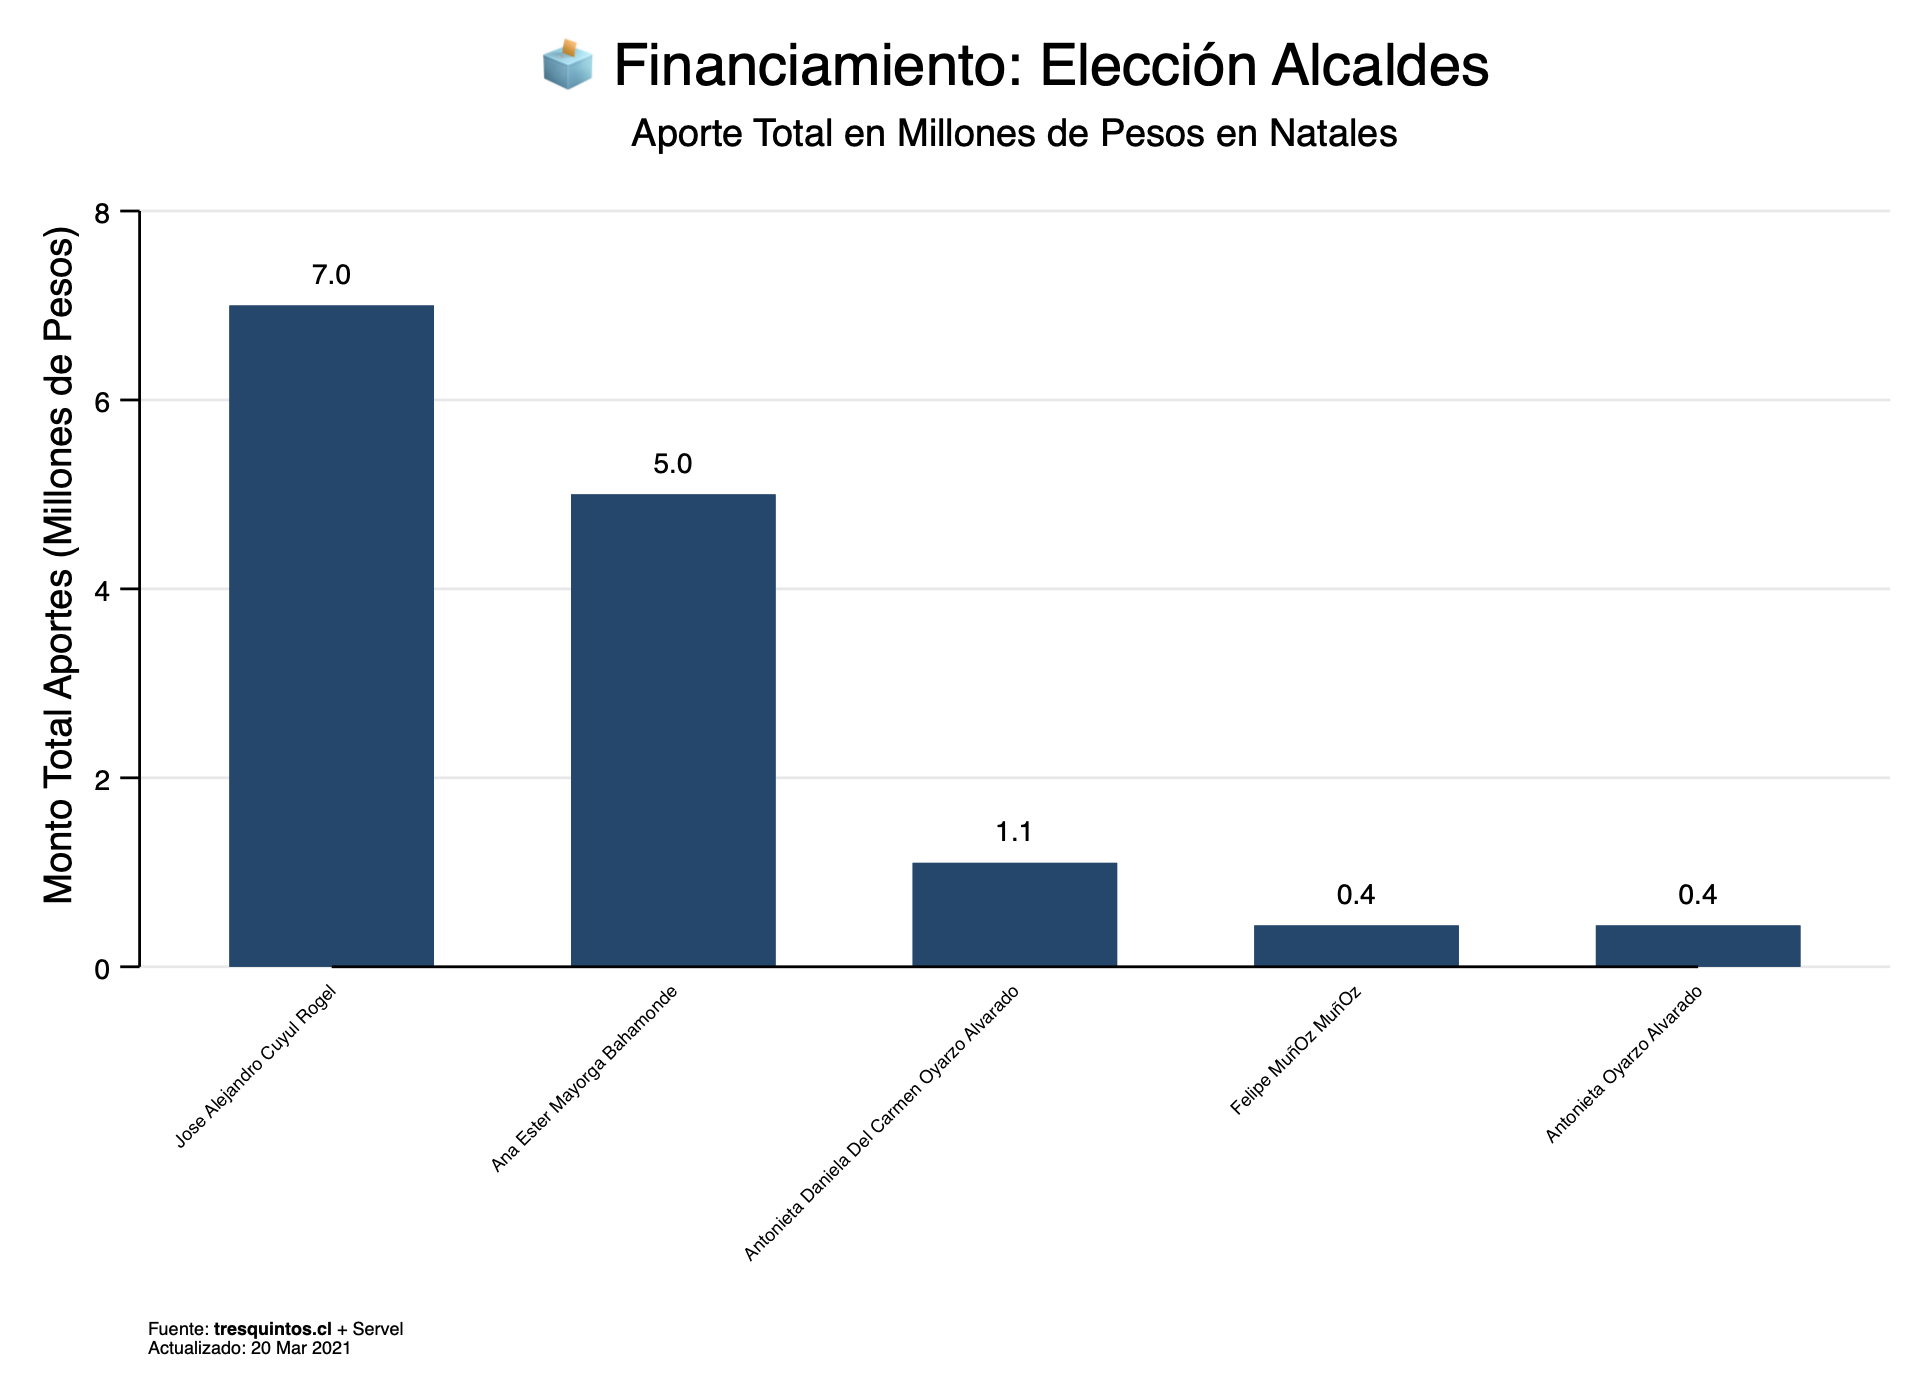 Financiamiento: Elección Alcaldes
Aporte Total en Millones de Pesos en Natales
Monto Total Aportes (Millones de Pesos)
8
6
4
2
0
7.0
5.0
1.1
0.4
0.4
Jose Alejandro Cuyul Rogel
Ana Ester Mayorga Bahamonde
Antonieta Daniela Del Carmen Oyarzo Alvarado
Felipe MuñOz MuñOz
Antonieta Oyarzo Alvarado
Fuente: tresquintos.cl + Servel
Actualizado: 20 Mar 2021